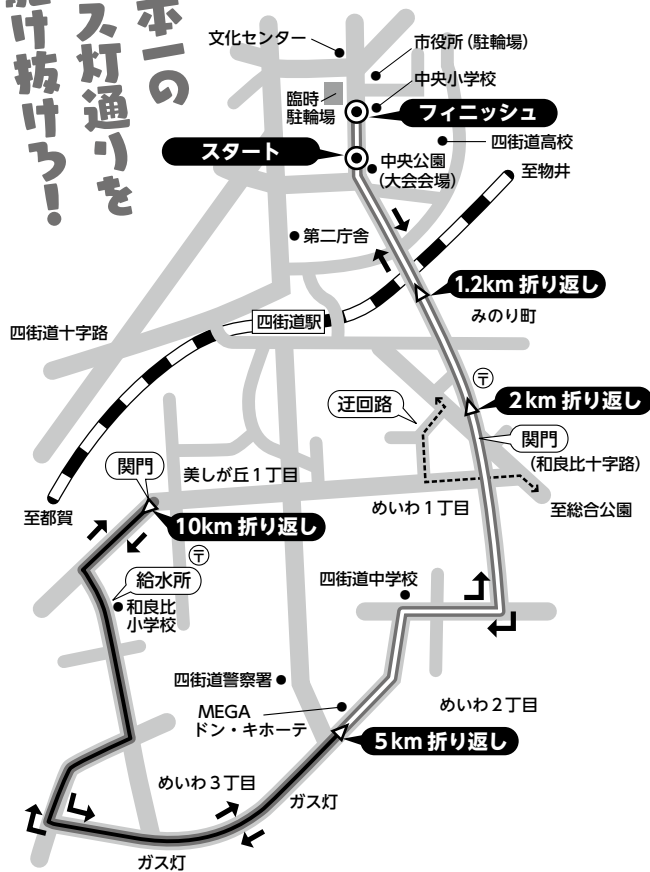 本一の
ス灯通りを
駆け抜けろ！
文化センター
市役所（駐輪場）
中央小学校
臨時
駐輪場
フィニッシュ
四街道高校
スタート
中央公園
（大会会場）
至物井
第二庁舎
1.2km 折り返し
みのり町
四街道駅
四街道十字路
〒
2km 折り返し
迂回路
関門
（和良比十字路）
関門
美しが丘１丁目
至都賀
めいわ１丁目
至総合公園
10km 折り返し
〒
給水所
四街道中学校
和良比
小学校
四街道警察署
MEGA
ドン・キホーテ
めいわ２丁目
5km 折り返し
めいわ３丁目
ガス灯
ガス灯